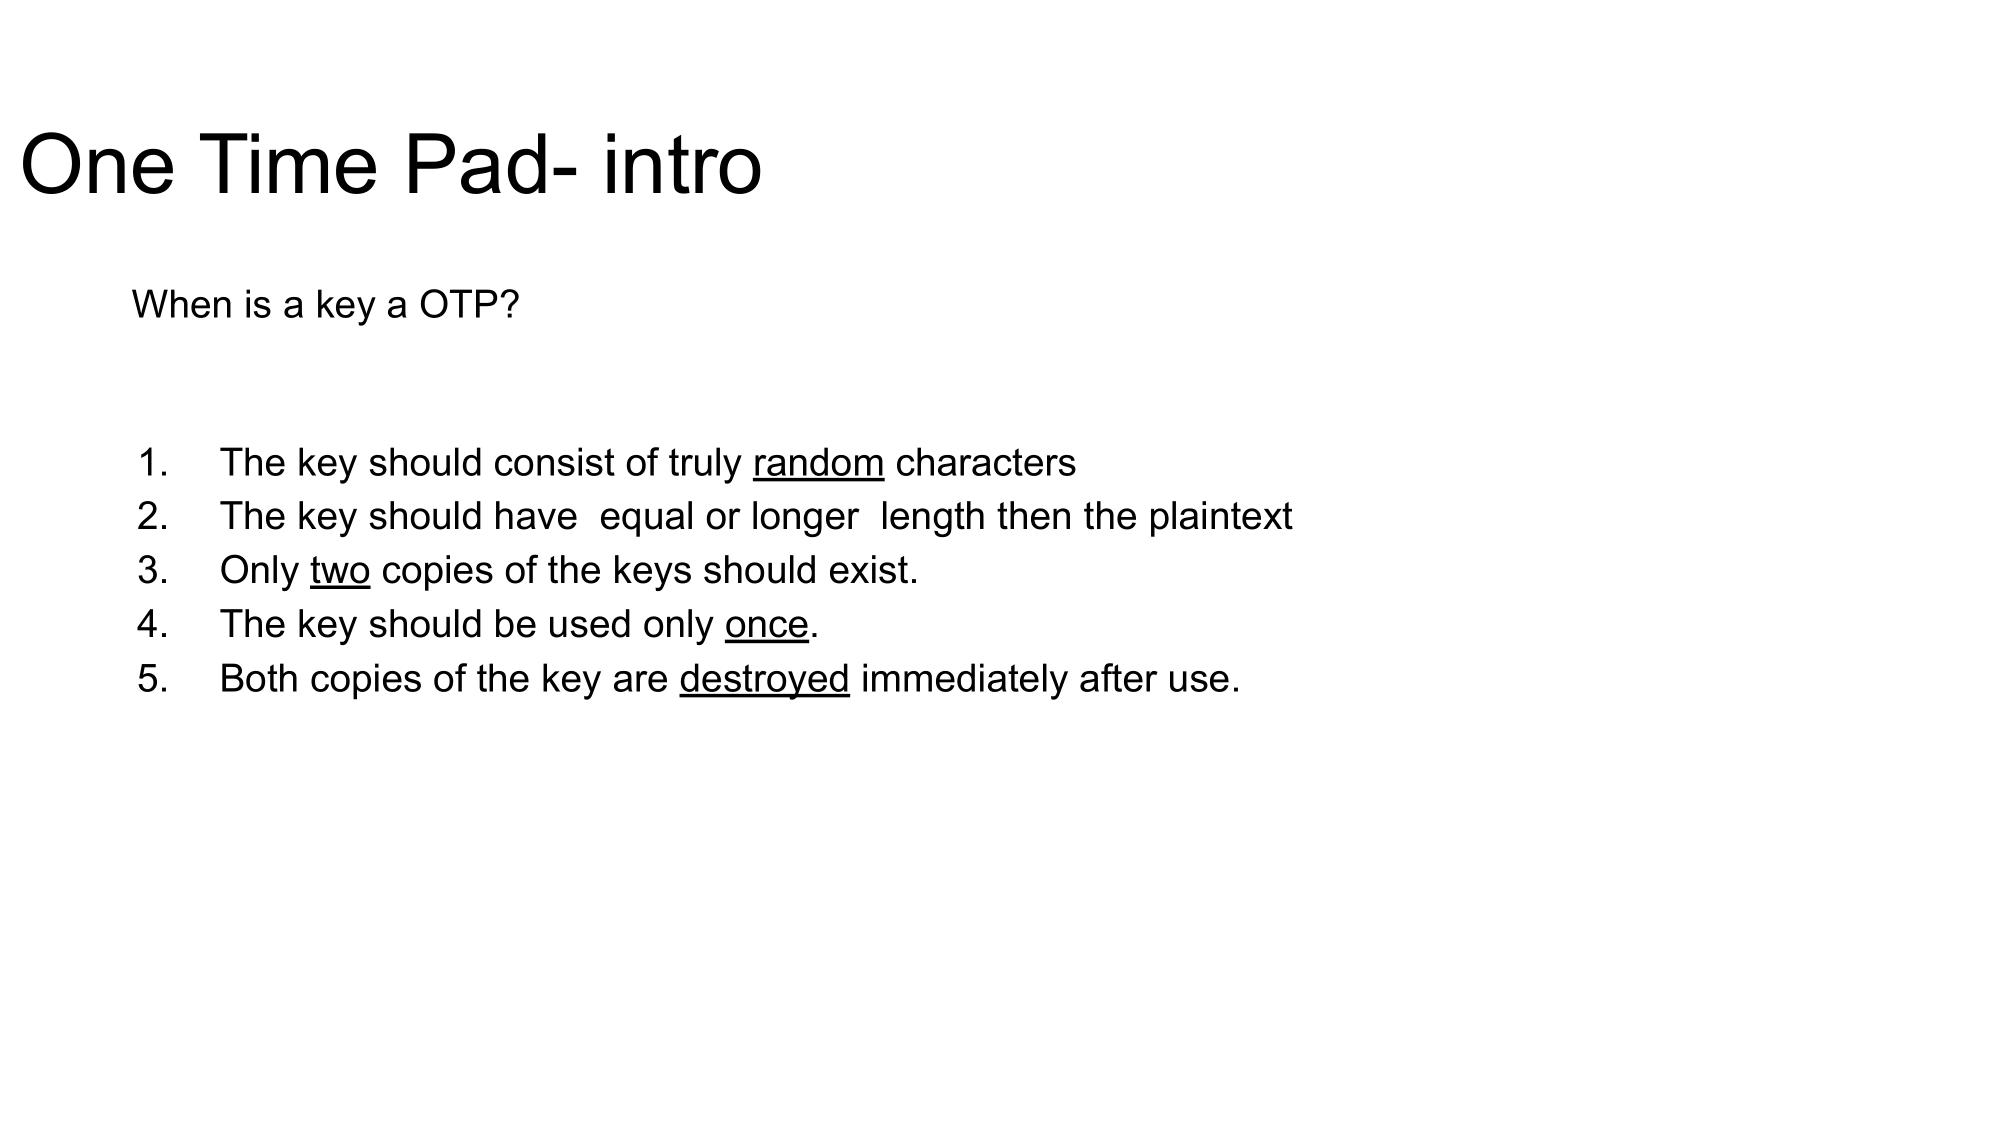 One Time Pad- intro
When is a key a OTP?
1. The key should consist of truly random characters
2. The key should have  equal or longer  length then the plaintext
3. Only two copies of the keys should exist.
4. The key should be used only once.
5. Both copies of the key are destroyed immediately after use.